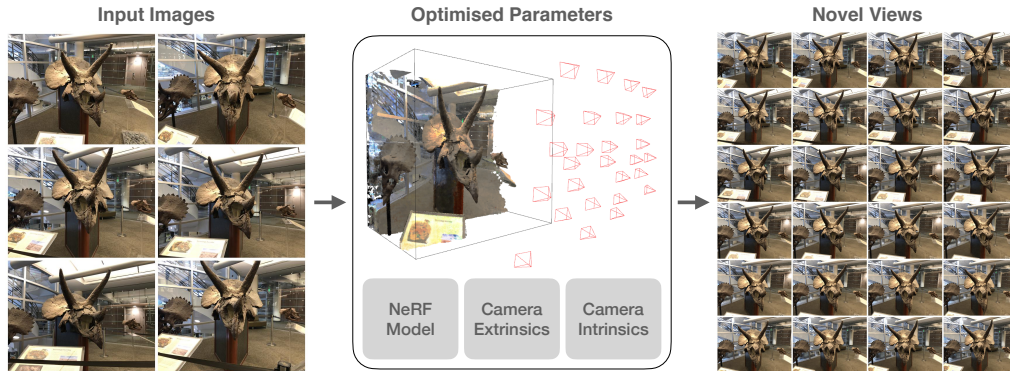 Input Images
Optimised Parameters
Novel Views
NeRF
Model
Camera
Extrinsics
Camera
Intrinsics